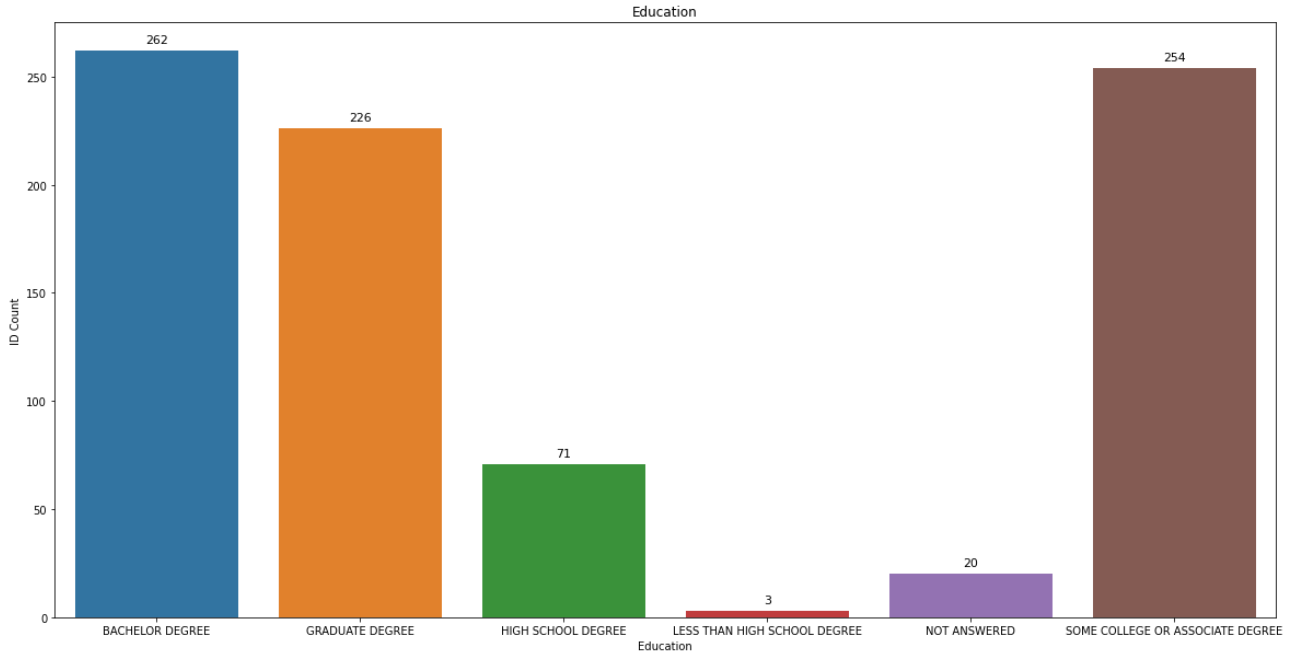 Education
262
254
226
71
3
20
250
200
150
100
50
0
ID Count
BACHELOR DEGREE
GRADUATE DEGREE
HIGH SCHOOL DEGREE
LESS THAN HIGH SCHOOL DEGREE
NOT ANSWERED
SOME COLLEGE OR ASSOCIATE DEGREE
Education